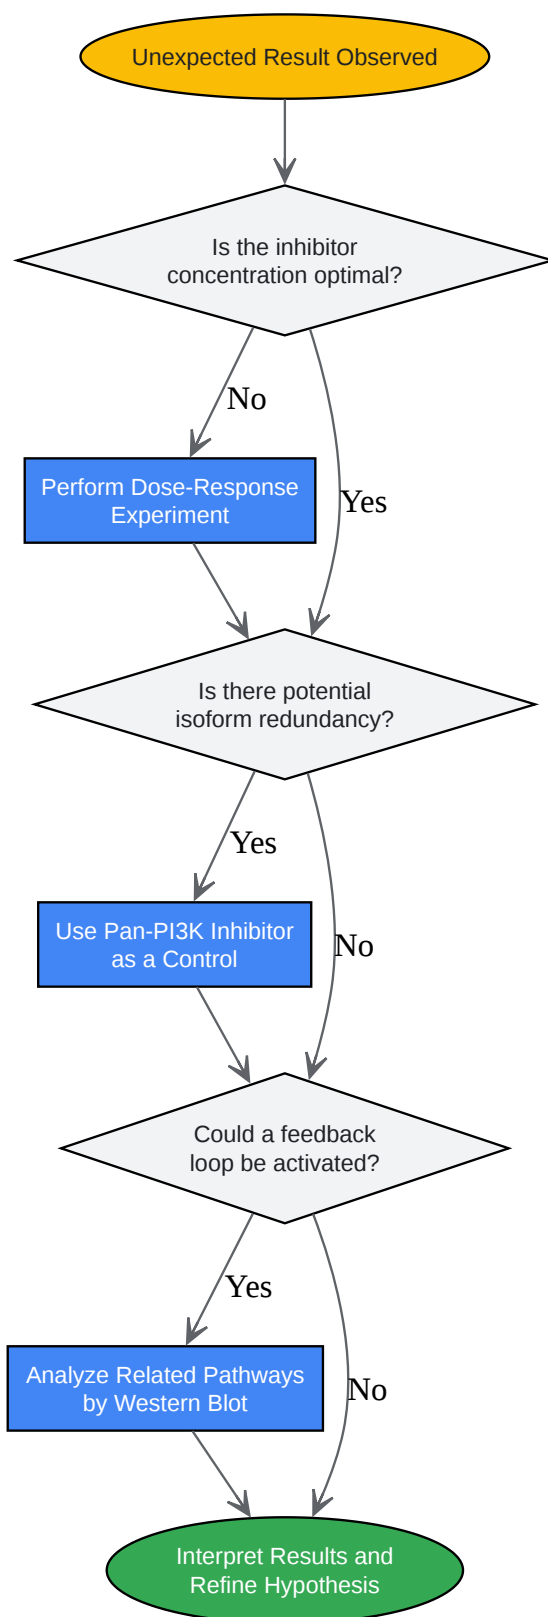 Unexpected Result Observed
Is the inhibitor
concentration optimal?
No
Perform Dose-Response
Experiment
Yes
Is there potential
isoform redundancy?
Yes
Use Pan-PI3K Inhibitor
as a Control
No
Could a feedback
loop be activated?
Yes
Analyze Related Pathways
by Western Blot
No
Interpret Results and
Refine Hypothesis